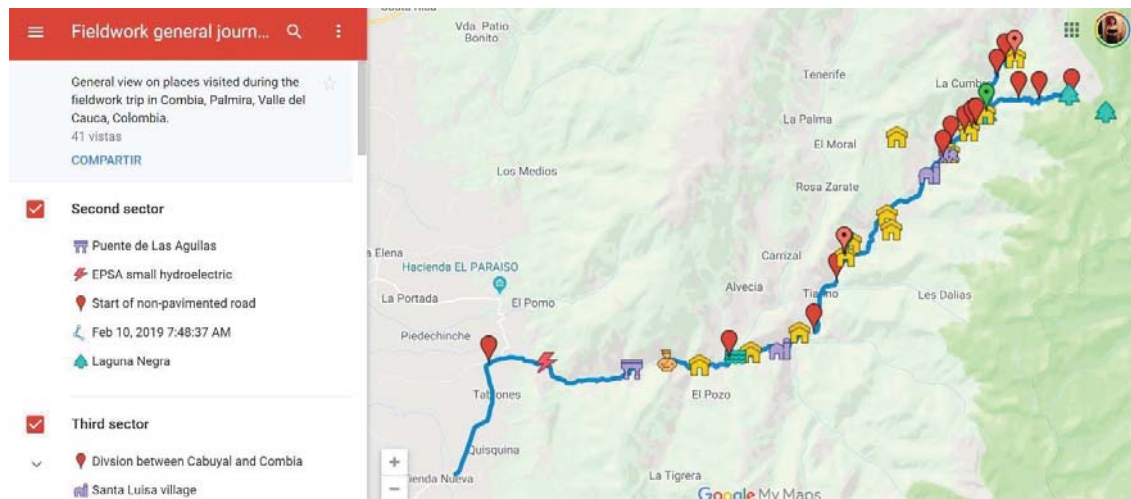 Fieldwork general journ...
General view on places visited during the
fieldwork trip in Combia, Palmira, Valle del
Cauca, Colombia.
41 vistas
COMPARTIR
Second sector
Puente de Las Aguilas
EPSA small hydroelectric
Start of non-pavimented road
Feb 10, 2019 7:48:37 AM
Laguna Negra
Third sector
Divsion between Cabuyal and Combia
Santa Luisa village
Costa Rica
Vda. Patio
Bonito
Tenerife
La Cumbre
La Palma
El Moral
Los Medios
Rosa Zarate
a Elena
Hacienda EL PARAISO
Carrizal
La Portada
El Pomo
Alvecia
Les Dalias
Piedechinche
Tablones
El Pozo
Quisquina
ienda Nueva
La Tigrera
Google My Maps